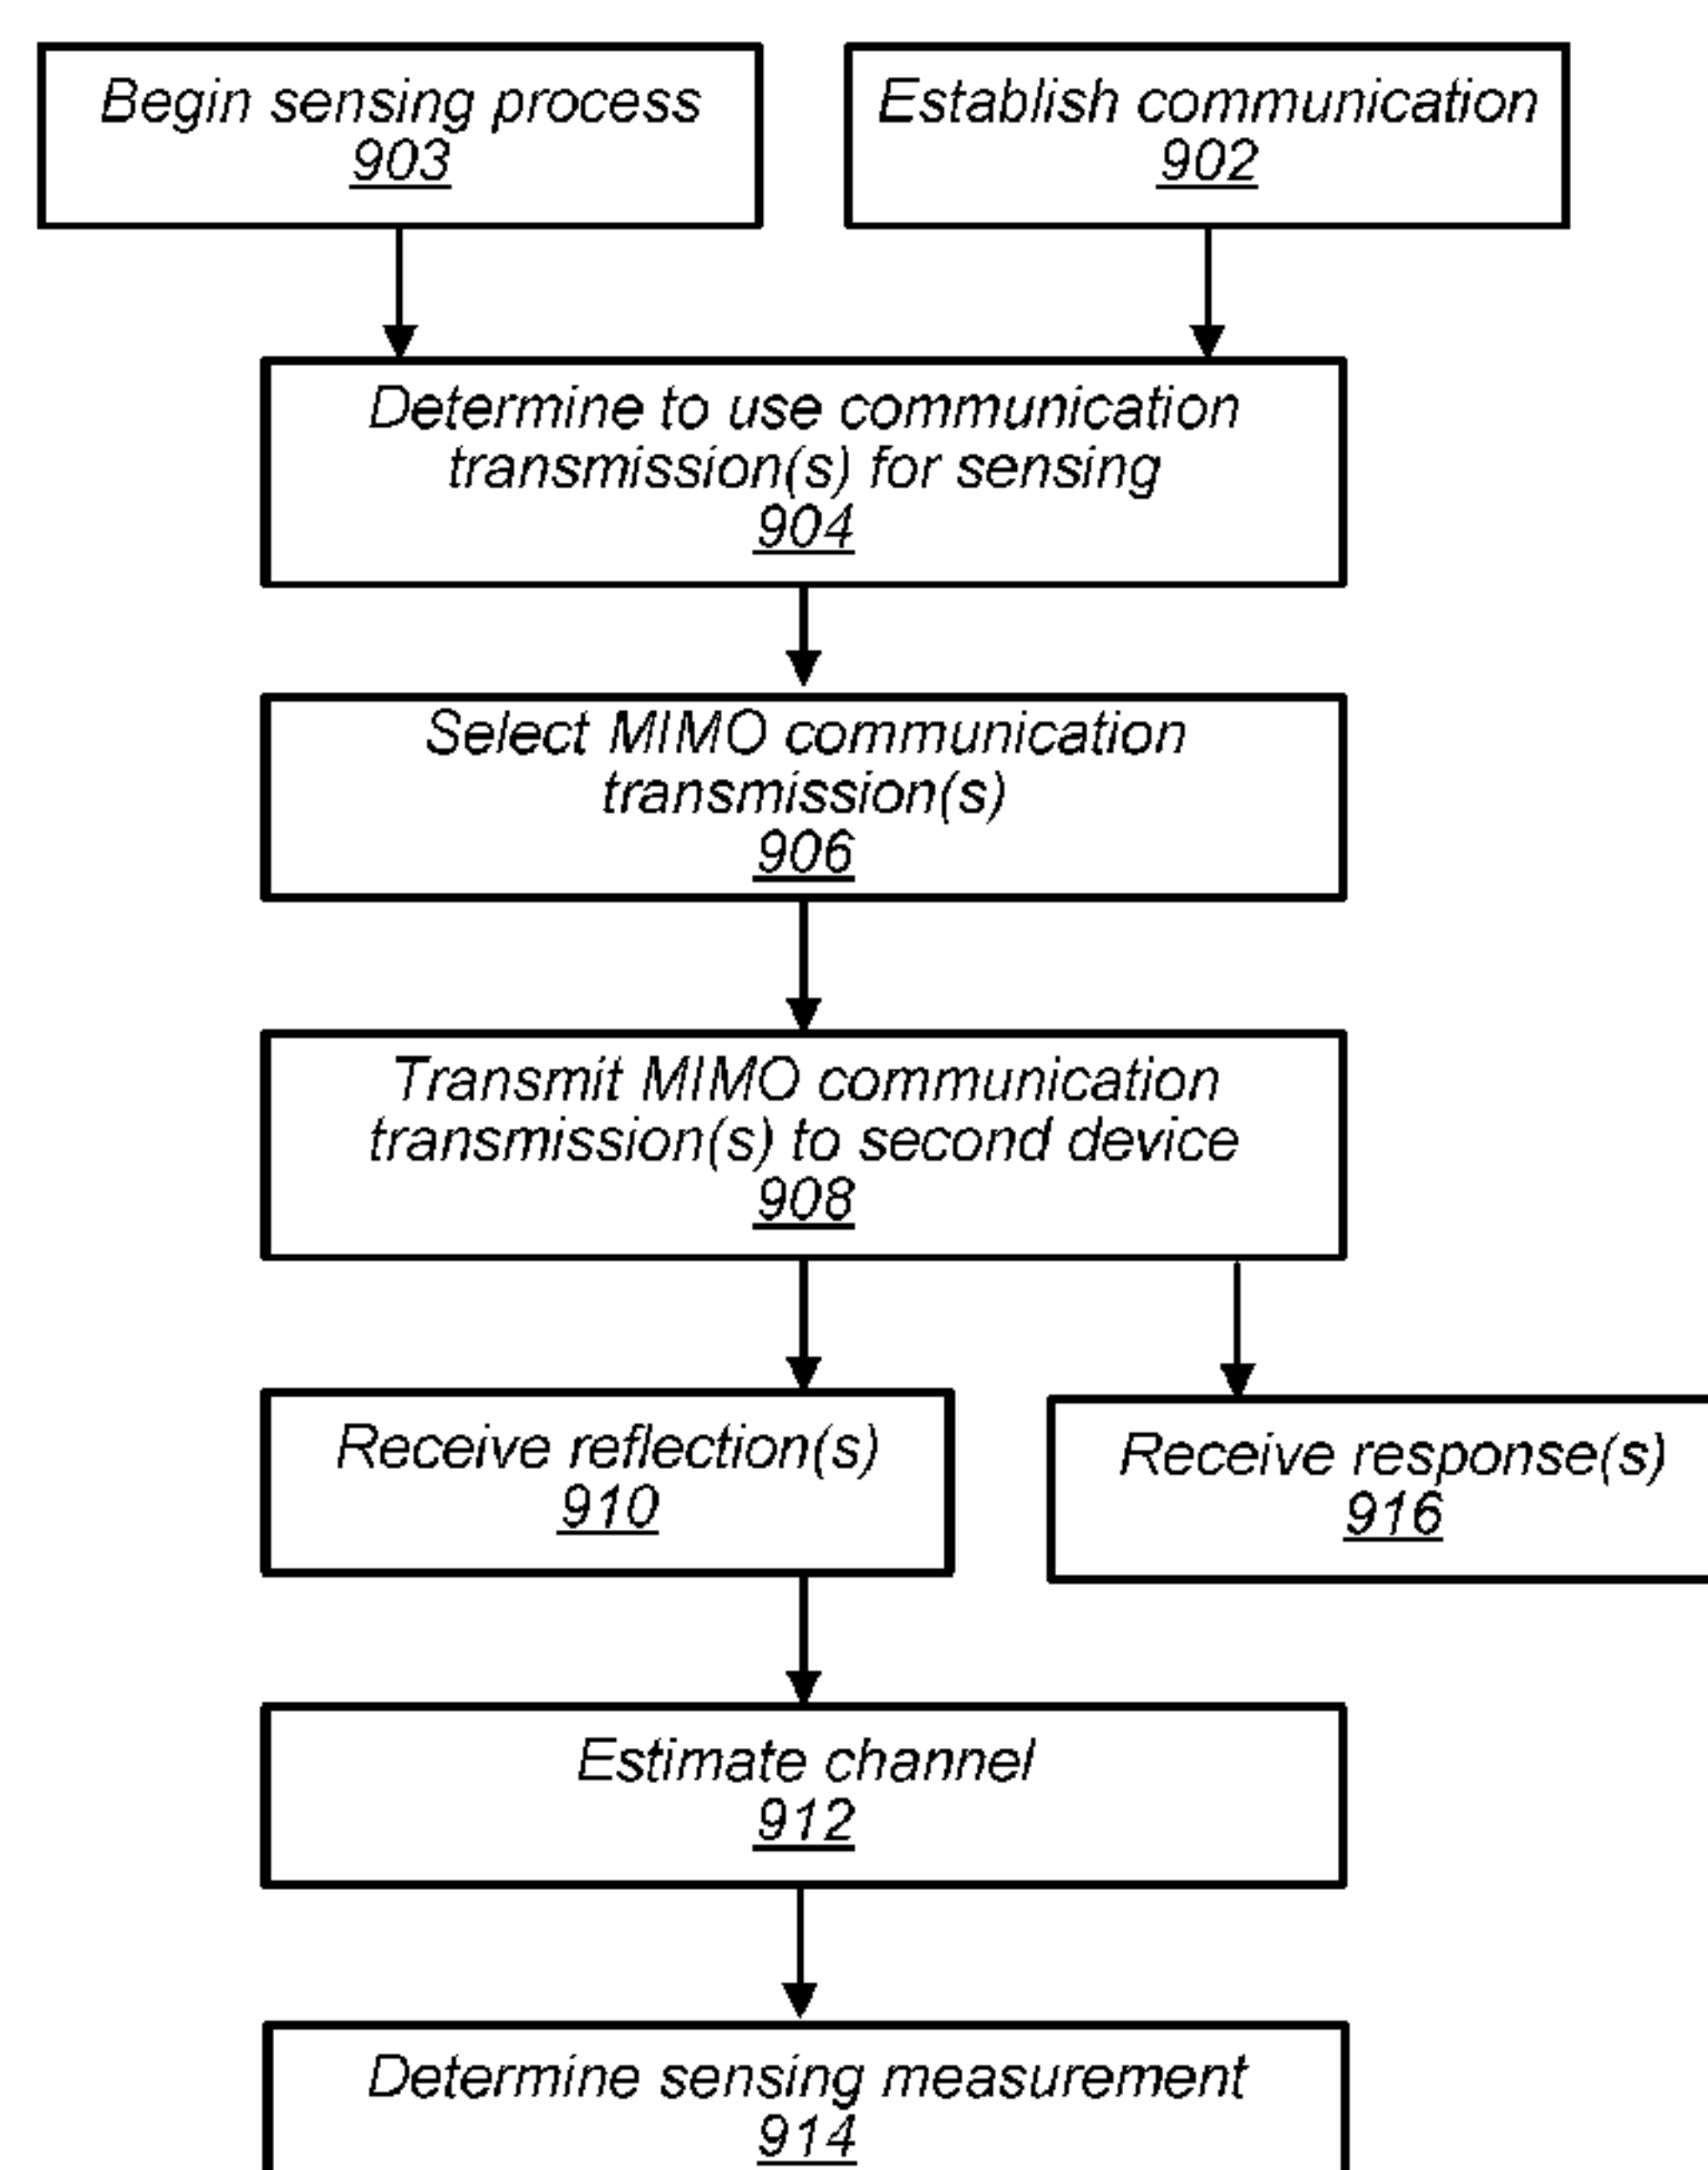 Begin sensing process
903
Establish communication
902
Determine to use communication
transmission(s) for sensing
904
Select MIMO communication
transmission(s)
906
Transmit MIMO communication
transmission(s) to second device
908
Receive reflection(s)
910
Receive response(s)
916
Estimate channel
912
Determine sensing measurement
914